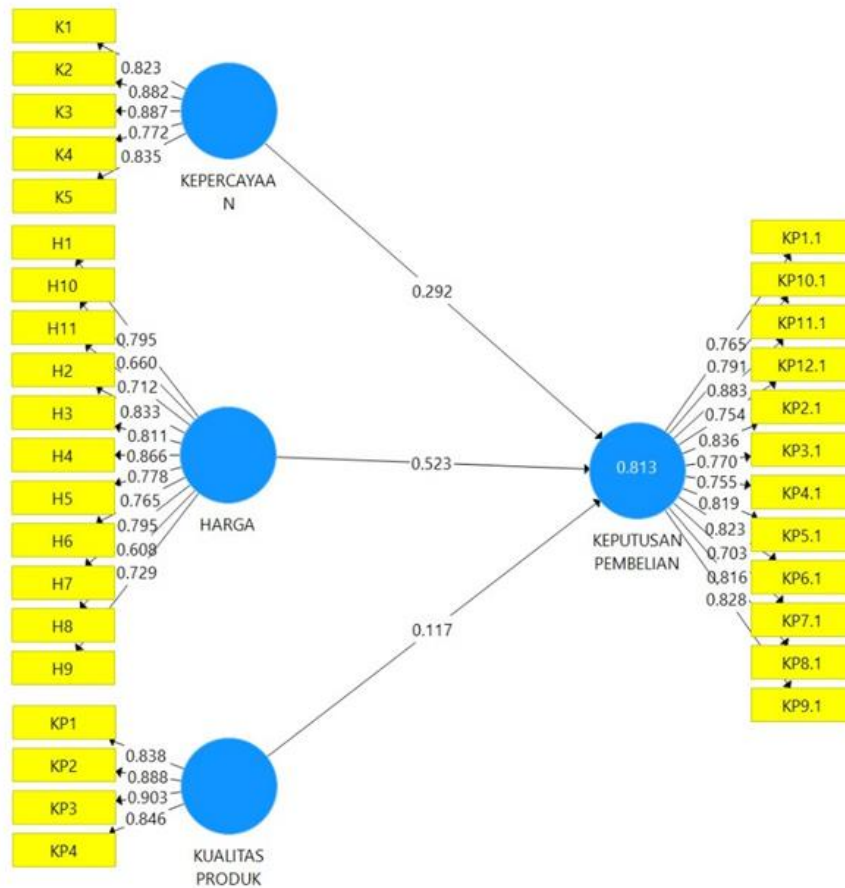 K1
K2
K3
K4
K5
0.823
0.882
0.887
0.772
0.835
KEPERCAYAA
N
H1
H10
H11
H2
H3
H4
H5
H6
H7
H8
H9
0.795
0.660
0.712
0.833
0.811
0.866
0.778
0.765
0.795
0.608
0.729
HARGA
KP1
KP2
KP3
KP4
0.838
0.888
0.903
0.846
KUALITAS
PRODUK
0.292
0.523
0.117
0.813
KEPUTUSAN
PEMBELIAN
0.765
0.791
0.883
0.754
0.836
0.770
0.755
0.819
0.823
0.703
0.816
0.828
KP1.1
KP10.1
KP11.1
KP12.1
KP2.1
KP3.1
KP4.1
KP5.1
KP6.1
KP7.1
KP8.1
KP9.1